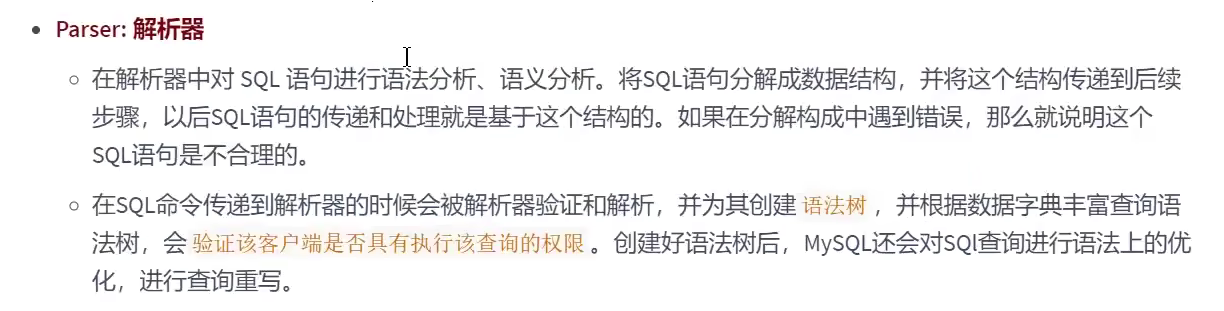 Parser: 解析器
在解析器中对 SQL 语句进行语法分析、语义分析。将SQL语句分解成数据结构，并将这个结构传递到后续
步骤，以后SQL语句的传递和处理就是基于这个结构的。如果在分解构成中遇到错误，那么就说明这个
SQL语句是不合理的。
在SQL命令传递到解析器的时候会被解析器验证和解析，并为其创建 语法树 ，并根据数据字典丰富查询语
法树，会 验证该客户端是否具有执行该查询的权限 。创建好语法树后，MySQL还会对SQl查询进行语法上的优
化，进行查询重写。